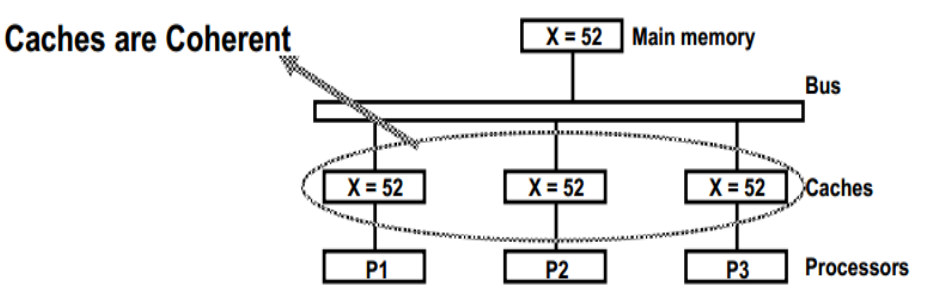 Caches are Coherent
X = 52 Main memory
Bus
X = 52 X = 52 X = 52 Caches
P1 P2 P3 Processors